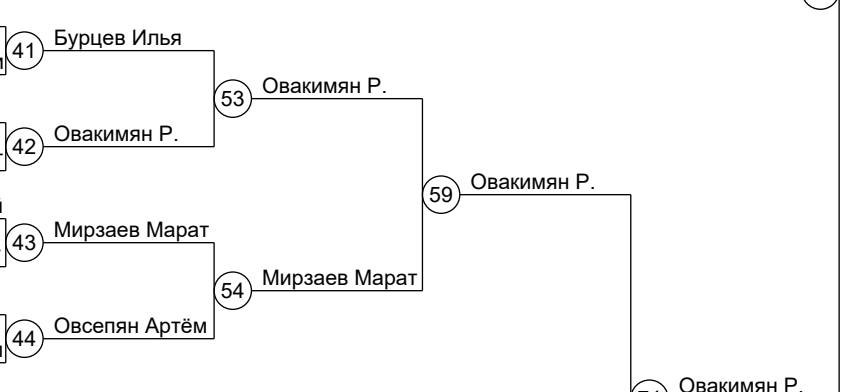 41 Бурцев Илья
53 Овакимян Р.
42 Овакимян Р.
59 Овакимян Р.
43 Мирзаев Марат
54 Мирзаев Марат
44 Овсепян Артём
Овакимян Р.